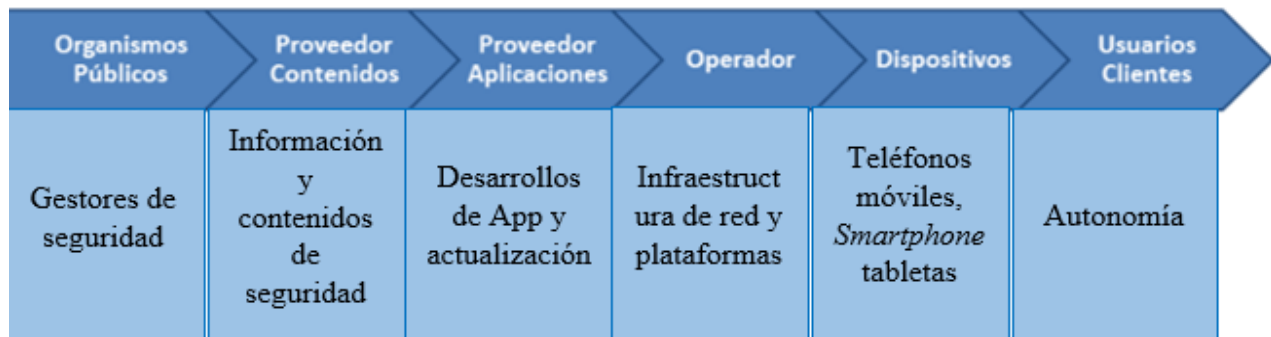 Organismos
Públicos
Proveedor
Contenidos
Proveedor
Aplicaciones
Operador
Dispositivos
Usuarios
Clientes
Gestores de
seguridad
Información
y
contenidos
de
seguridad
Desarrollos
de App y
actualización
Infraestruct
ura de red y
plataformas
Teléfonos
móviles,
Smartphone
tabletas
Autonomía